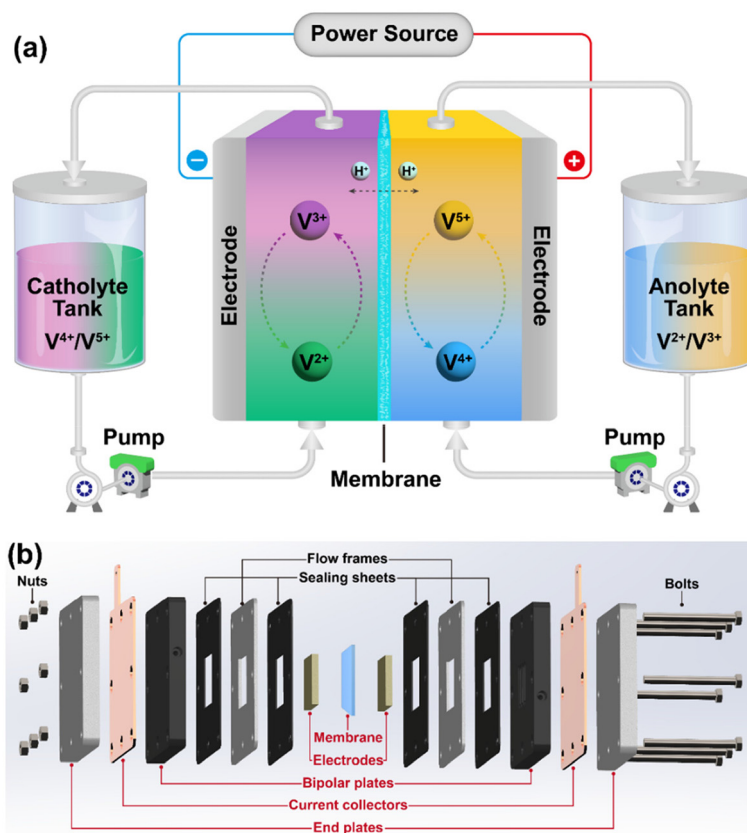 (a)
Power Source
−
+
H⁺
H⁺
V³⁺
V⁵⁺
Electrode
Electrode
Catholyte
Tank
V⁴⁺/V⁵⁺
Anolyte
Tank
V²⁺/V³⁺
V²⁺
V⁴⁺
Pump
Pump
Membrane
(b)
Flow frames
Sealing sheets
Nuts
Bolts
Membrane
Electrodes
Bipolar plates
Current collectors
End plates